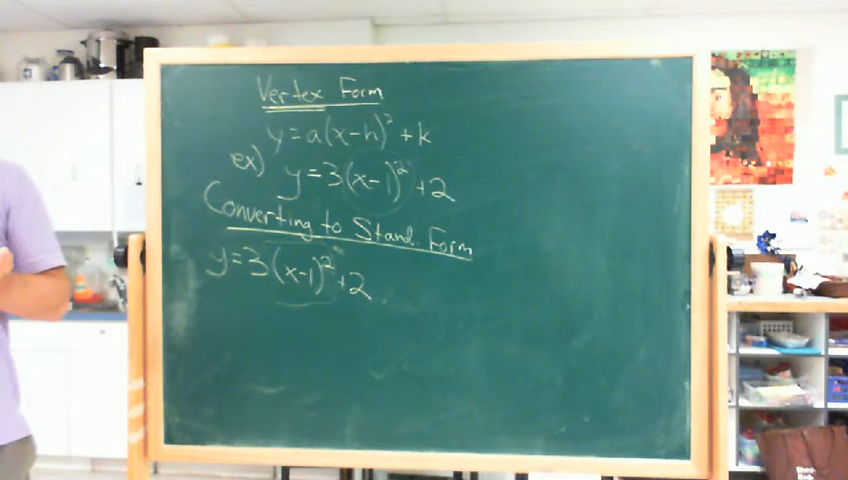 Vertex Form
y=a(x-h)²+k
ex) y=3(x-1)²+2
Converting to Stand. Form
y=3(x-1)²+2